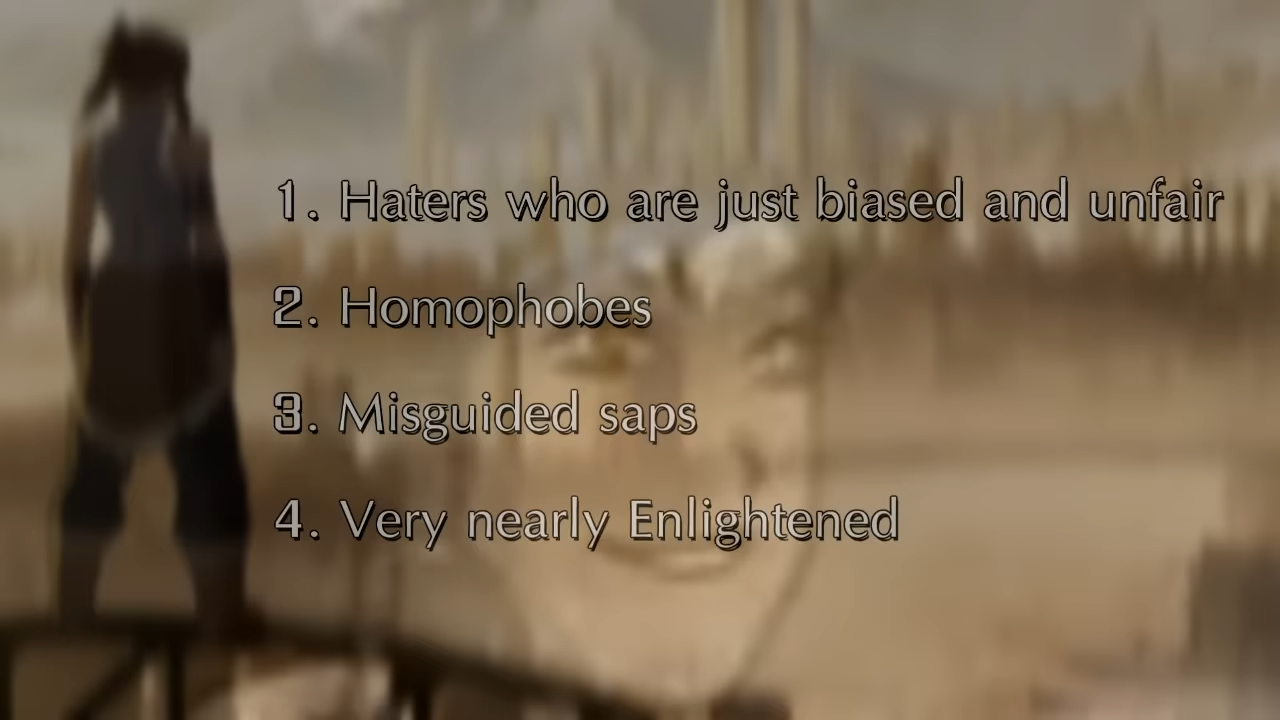 1. Haters who are just biased and unfair
2. Homophobes
3. Misguided saps
4. Very nearly Enlightened